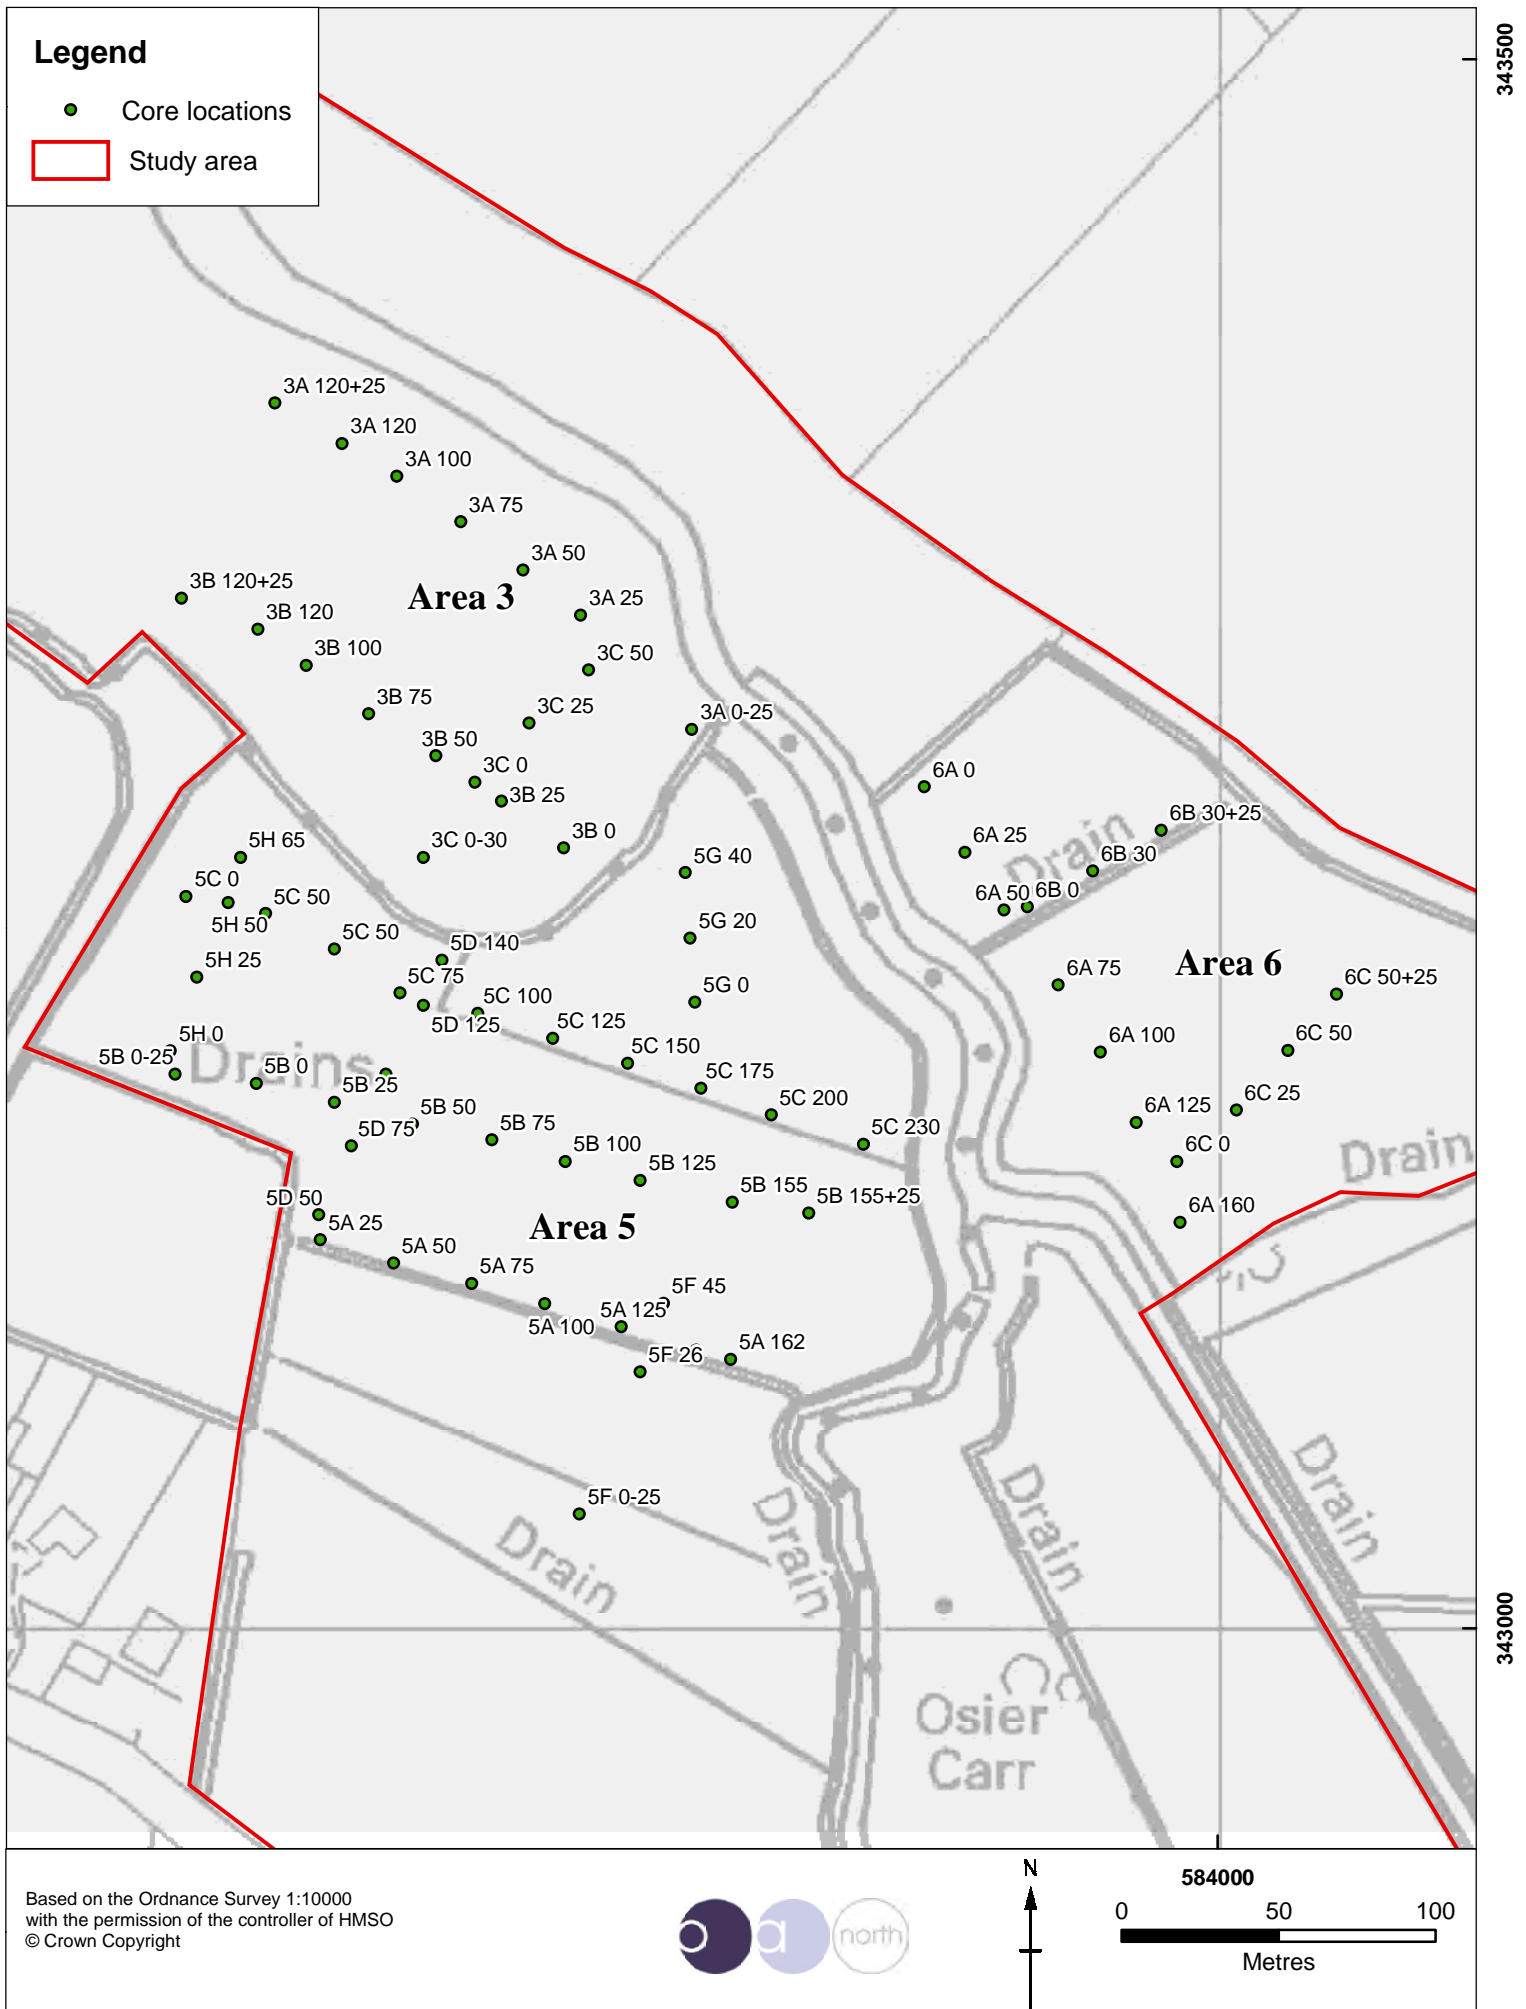 Legend
Core locations
Study area
343500
3A 120+25
3A 120
3A 100
3A 75
3A 50
3B 120+25
Area 3
3A 25
3B 120
3B 100
3C 50
3B 75
3C 25
3A 0-25
3B 50
3C 0
6A 0
3B 25
6B 30+25
Drain
3B 0
6A 25
5H 65
3C 0-30
6B 30
5G 40
5C 0
5C 50
6A 50
6B 0
5H 50
5C 50
5G 20
5D 140
5H 25
5C 75
6A 75
Area 6
6C 50+25
5C 100
5G 0
5D 125
5C 125
5H 0
5B 0-25
Drains
5C 150
6A 100
6C 50
5B 0
5B 25
5C 175
5B 50
5C 200
6A 125
6C 25
5D 75
5B 75
5C 230
5B 100
6C 0
Drain
5B 125
5D 50
5B 155
5B 155+25
6A 160
5A 25
Area 5
5A 50
5A 75
5F 45
5A 125
5A 100
5F 26
5A 162
5F 0-25
Drain
Drain
Drain
Drain
343000
Osier
Carr
Based on the Ordnance Survey 1:10000
with the permission of the controller of HMSO
© Crown Copyright
o a north
N
584000
0 50 100
Metres